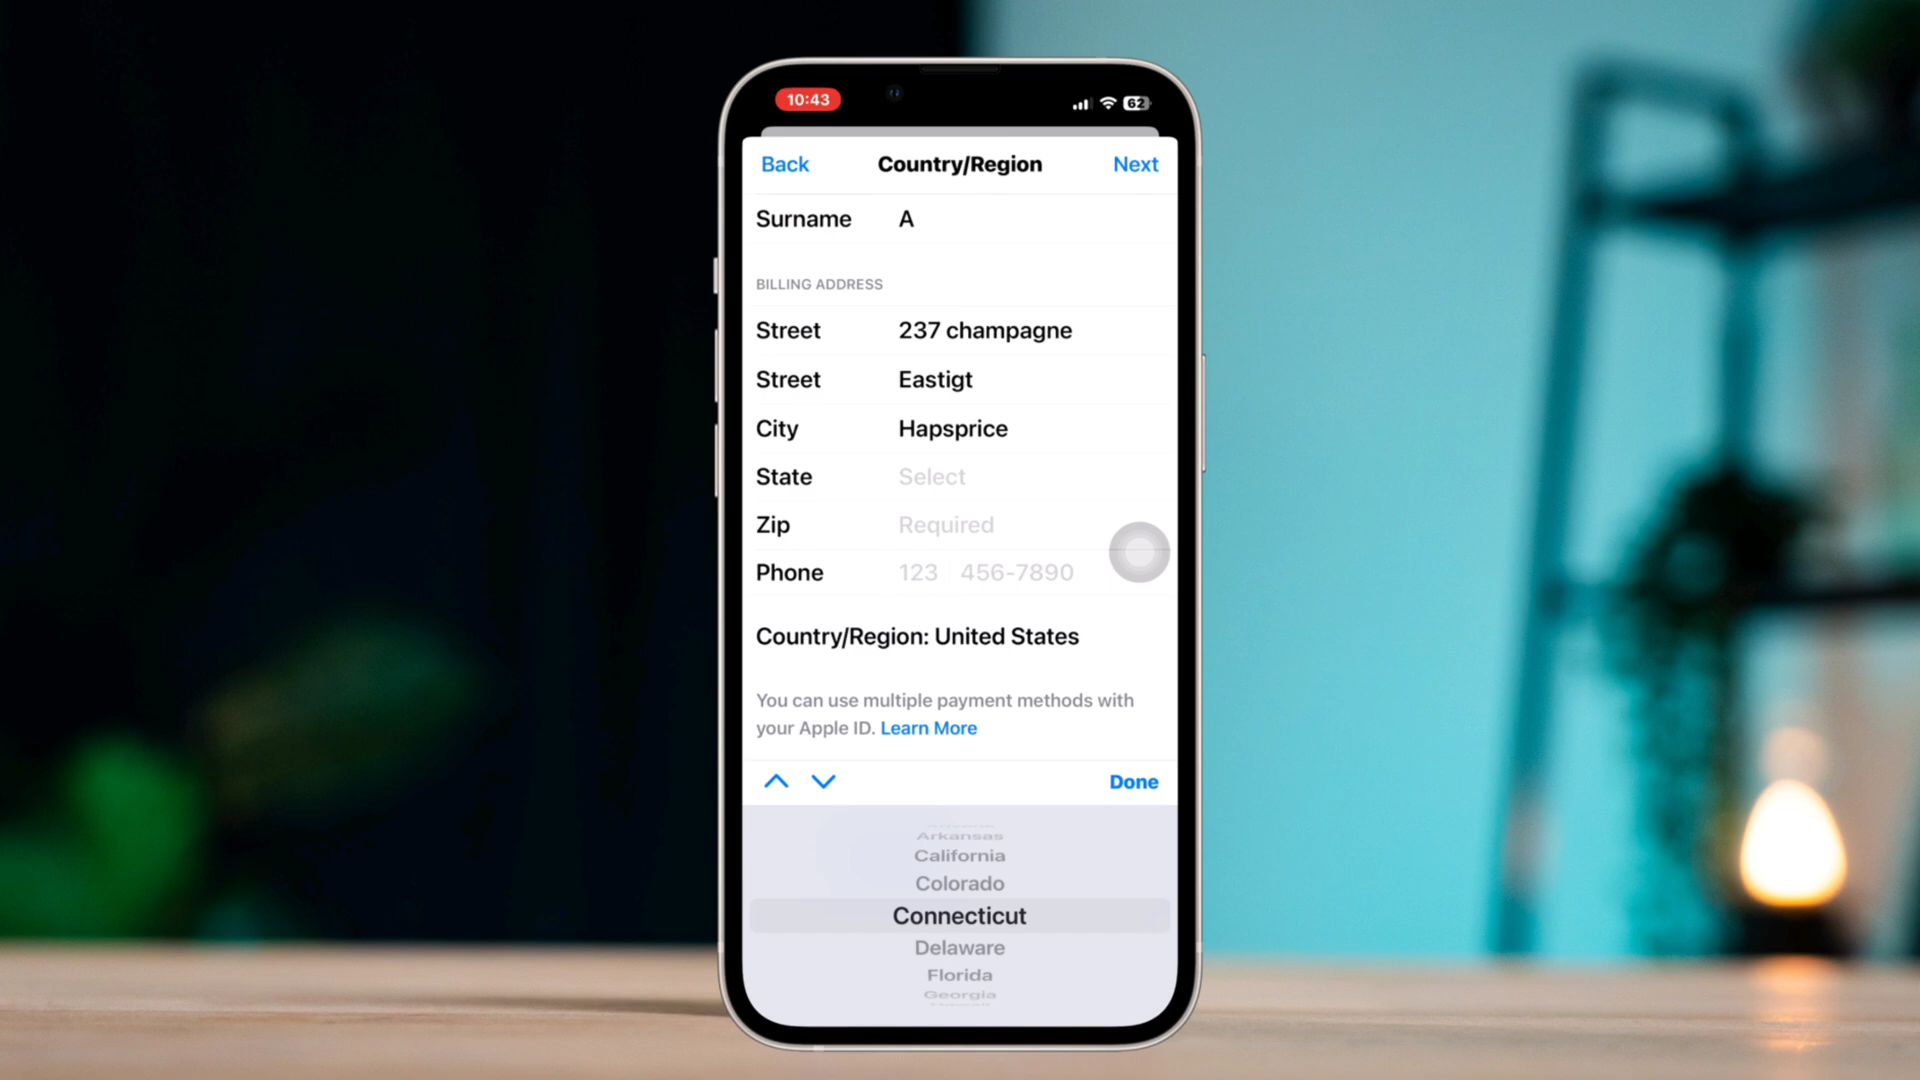 10:43
62
Back Country/Region Next
Surname A
BILLING ADDRESS
Street 237 champagne
Street Eastigt
City Hapsprice
State Select
Zip Required
Phone 123 456-7890
Country/Region: United States
You can use multiple payment methods with
your Apple ID. Learn More
Done
Arkansas
California
Colorado
Connecticut
Delaware
Florida
Georgia